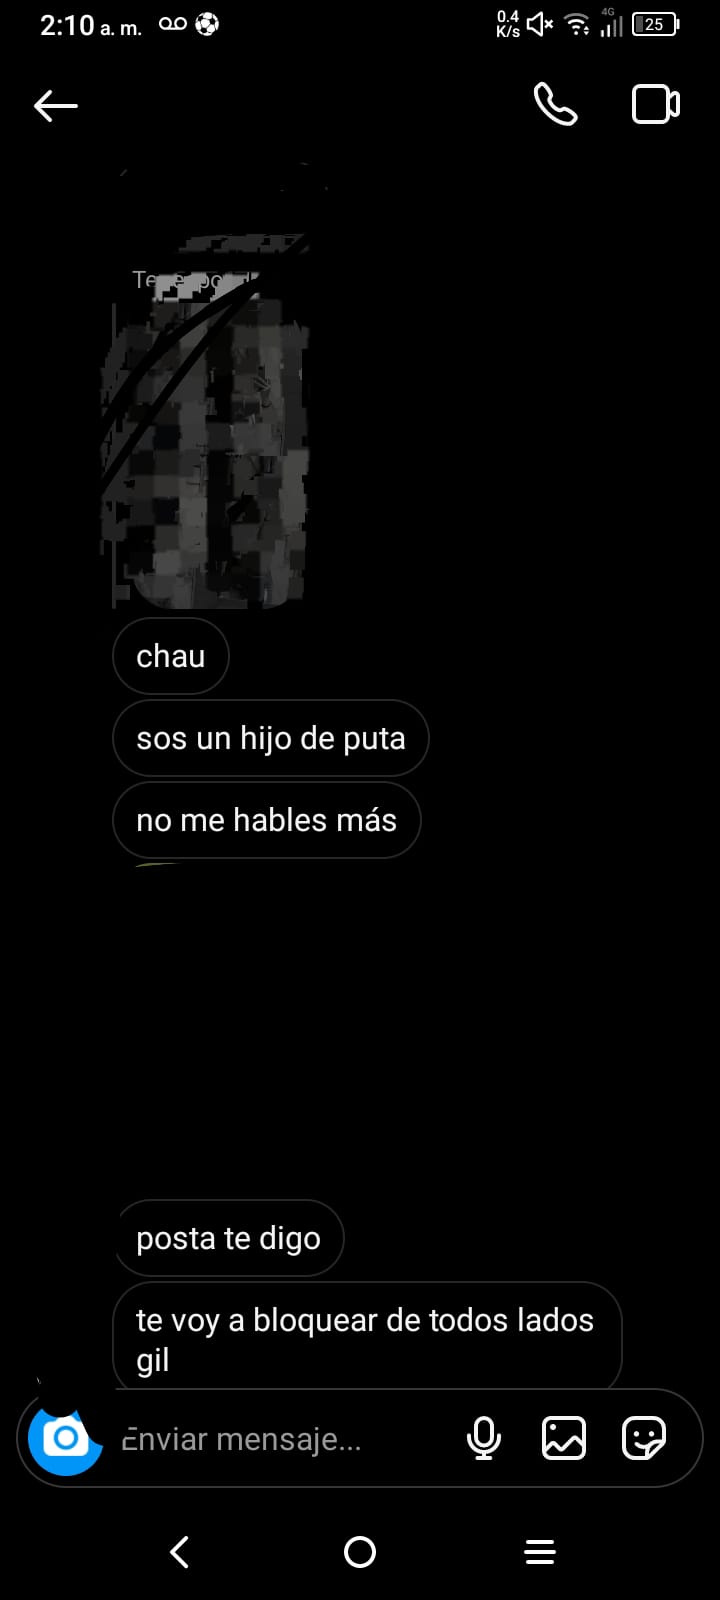 2:10 a. m.
0.4
K/s
4G
25
chau
sos un hijo de puta
no me hables más
posta te digo
te voy a bloquear de todos lados
gil
Enviar mensaje...